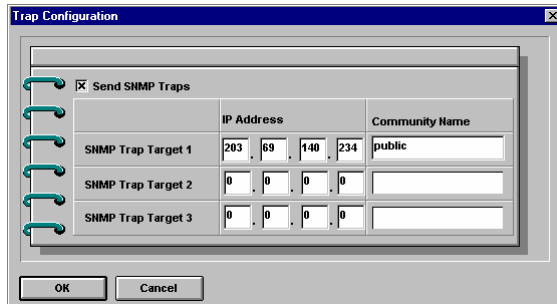 Trap Configuration
Send SNMP Traps
IP Address Community Name
SNMP Trap Target 1 203 . 69 . 140 . 234 public
SNMP Trap Target 2 0 . 0 . 0 . 0
SNMP Trap Target 3 0 . 0 . 0 . 0
OK Cancel